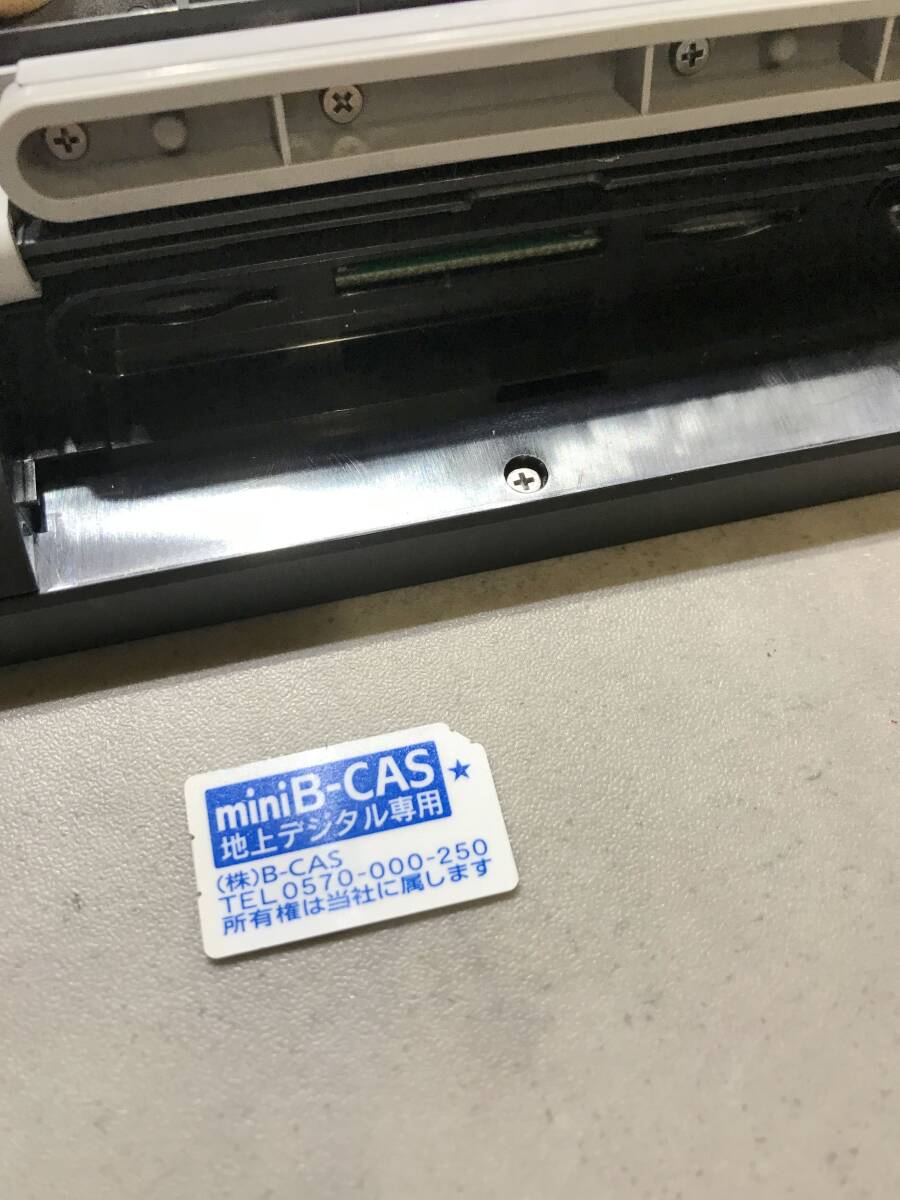 miniB-CAS ★
地上デジタル専用
(株)B-CAS
TEL 0570-000-250
所有権は当社に属します